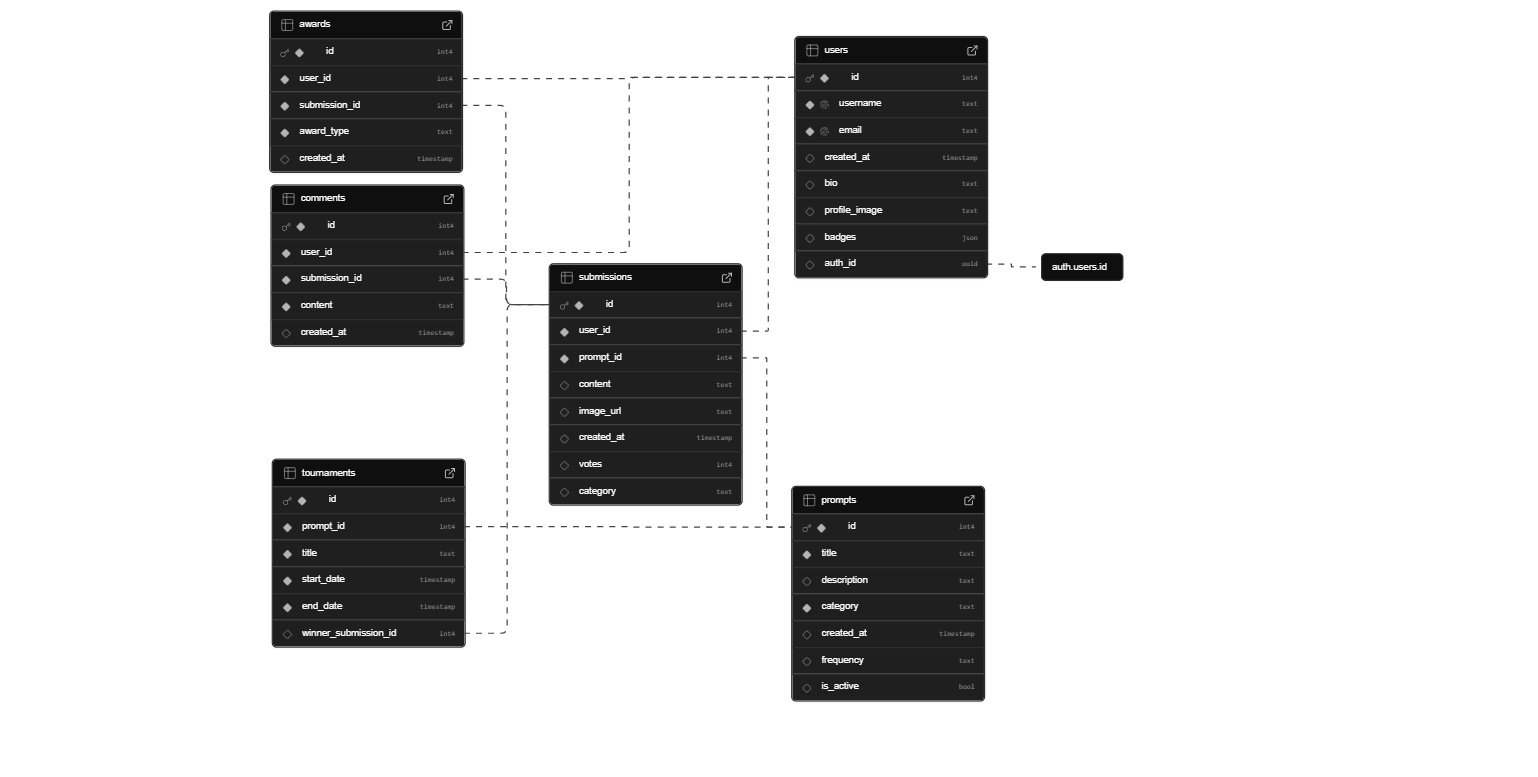 awards
id int4
user_id int4
submission_id int4
award_type text
created_at timestamp
comments
id int4
user_id int4
submission_id int4
content text
created_at timestamp
tournaments
id int4
prompt_id int4
title text
start_date timestamp
end_date timestamp
winner_submission_id int4
submissions
id int4
user_id int4
prompt_id int4
content text
image_url text
created_at timestamp
votes int4
category text
users
id int4
username text
email text
created_at timestamp
bio text
profile_image text
badges json
auth_id uuid
auth.users.id
prompts
id int4
title text
description text
category text
created_at timestamp
frequency text
is_active bool